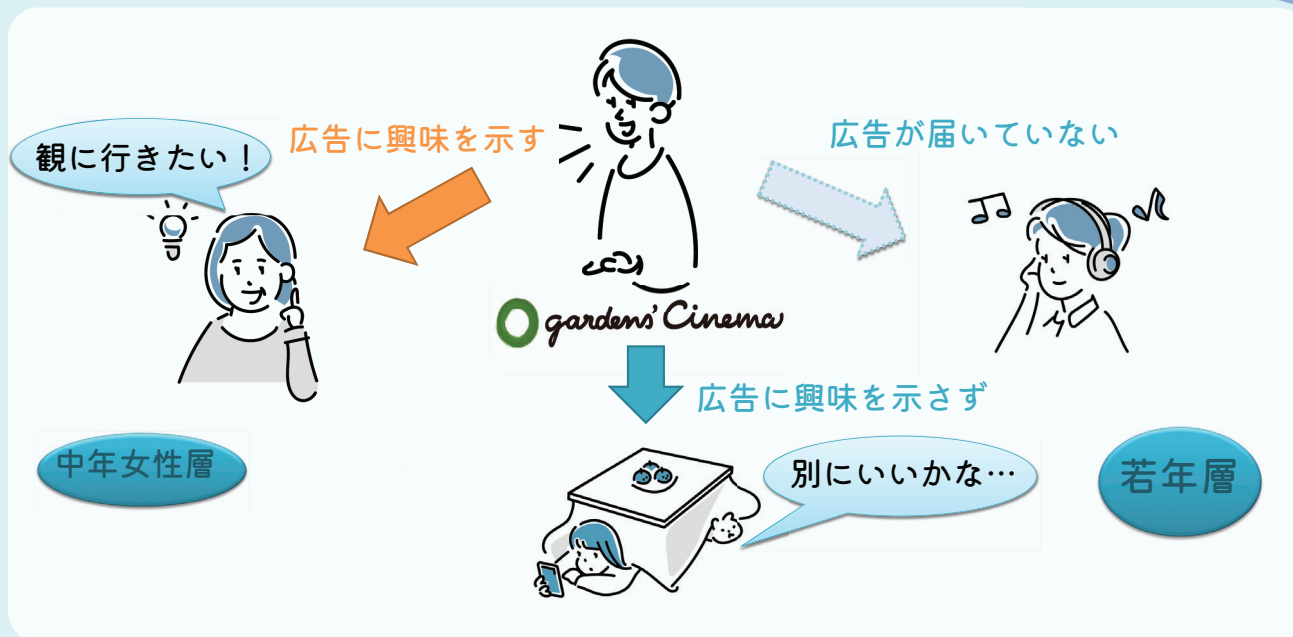 観に行きたい！
広告に興味を示す
広告が届いていない
gardens' Cinema
広告に興味を示さず
中年女性層
別にいいかな…
若年層